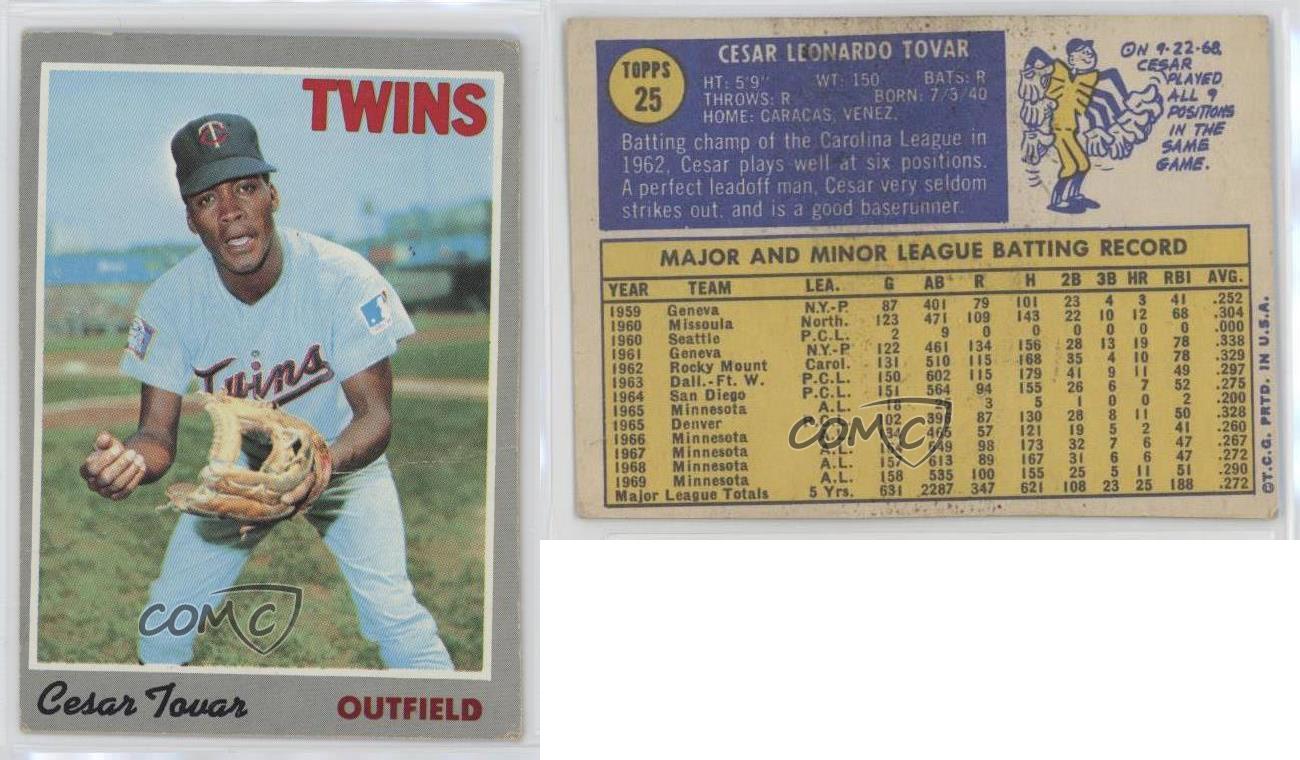 TWINS
Twins
COMC
Cesar Tovar
OUTFIELD
TOPPS
25
CESAR LEONARDO TOVAR
HT: 5'9" WT: 150 BATS: R
THROWS: R BORN: 7/3/40
HOME: CARACAS, VENEZ.
Batting champ of the Carolina League in
1962, Cesar plays well at six positions.
A perfect leadoff man, Cesar very seldom
strikes out, and is a good baserunner.
ON 9-22-68,
CESAR
PLAYED
ALL 9
POSITIONS
IN THE
SAME
GAME.
MAJOR AND MINOR LEAGUE BATTING RECORD
YEAR TEAM LEA. G AB R H 2B 3B HR RBI AVG.
1959 Geneva N.Y.-P 87 401 79 101 23 4 3 41 .252
1960 Missoula North. 123 471 109 143 22 10 12 68 .304
1960 Seattle P.C.L. 2 9 0 0 0 0 0 0 .000
1961 Geneva N.Y.-P 122 461 134 156 28 13 19 78 .338
1962 Rocky Mount Carol. 131 510 115 168 35 4 10 78 .329
1963 Dall.-Ft. W. P.C.L. 150 602 115 179 41 9 11 49 .297
1964 San Diego P.C.L. 151 564 94 155 26 6 7 52 .275
1965 Minnesota A.L. 18 25 3 5 1 0 0 2 .200
1965 Denver P.C.L. 102 396 87 130 28 8 11 50 .328
1966 Minnesota A.L. 134 465 57 121 19 5 2 41 .260
1967 Minnesota A.L. 649 98 173 32 7 6 47 .267
1968 Minnesota A.L. 157 613 89 167 31 6 6 47 .272
1969 Minnesota A.L. 158 535 100 155 25 5 11 51 .290
Major League Totals 5 Yrs. 631 2287 347 621 108 23 25 188 .272
COMC
©T.C.G. PRTD. IN U.S.A.